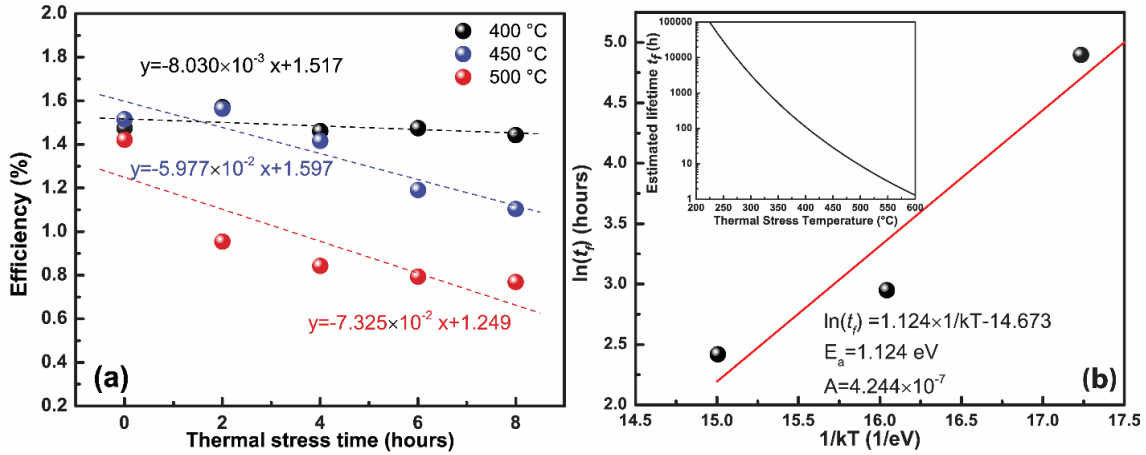 2.0
1.8
1.6
1.4
1.2
1.0
0.8
0.6
0.4
0.2
Efficiency (%)
400 °C
450 °C
500 °C
y=-8.030×10⁻³ x+1.517
y=-5.977×10⁻² x+1.597
y=-7.325×10⁻² x+1.249
(a)
0 2 4 6 8
Thermal stress time (hours)
5.0
4.5
4.0
3.5
3.0
2.5
2.0
ln(t_f) (hours)
100000
10000
1000
100
10
1
Estimated lifetime t_f (h)
200 250 300 350 400 450 500 550 600
Thermal Stress Temperature (°C)
ln(t_f) =1.124×1/kT-14.673
E_a=1.124 eV
A=4.244×10⁻⁷
(b)
14.5 15.0 15.5 16.0 16.5 17.0 17.5
1/kT (1/eV)